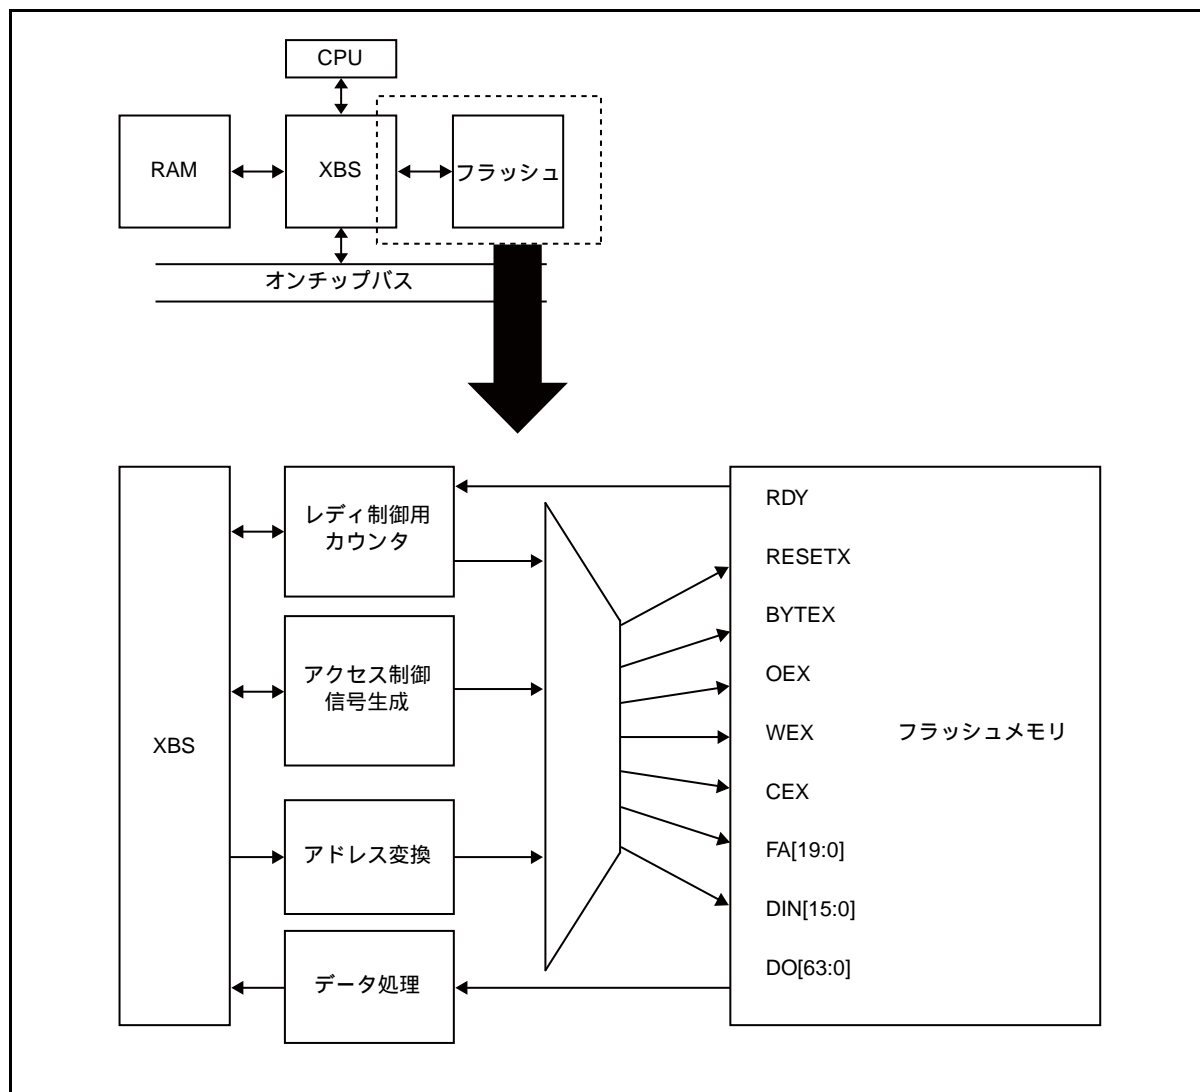 CPU
RAM
XBS
フラッシュ
オンチップバス
レディ制御用
カウンタ
アクセス制御
信号生成
XBS
アドレス変換
データ処理
RDY
RESETX
BYTEX
OEX
WEX
フラッシュメモリ
CEX
FA[19:0]
DIN[15:0]
DO[63:0]